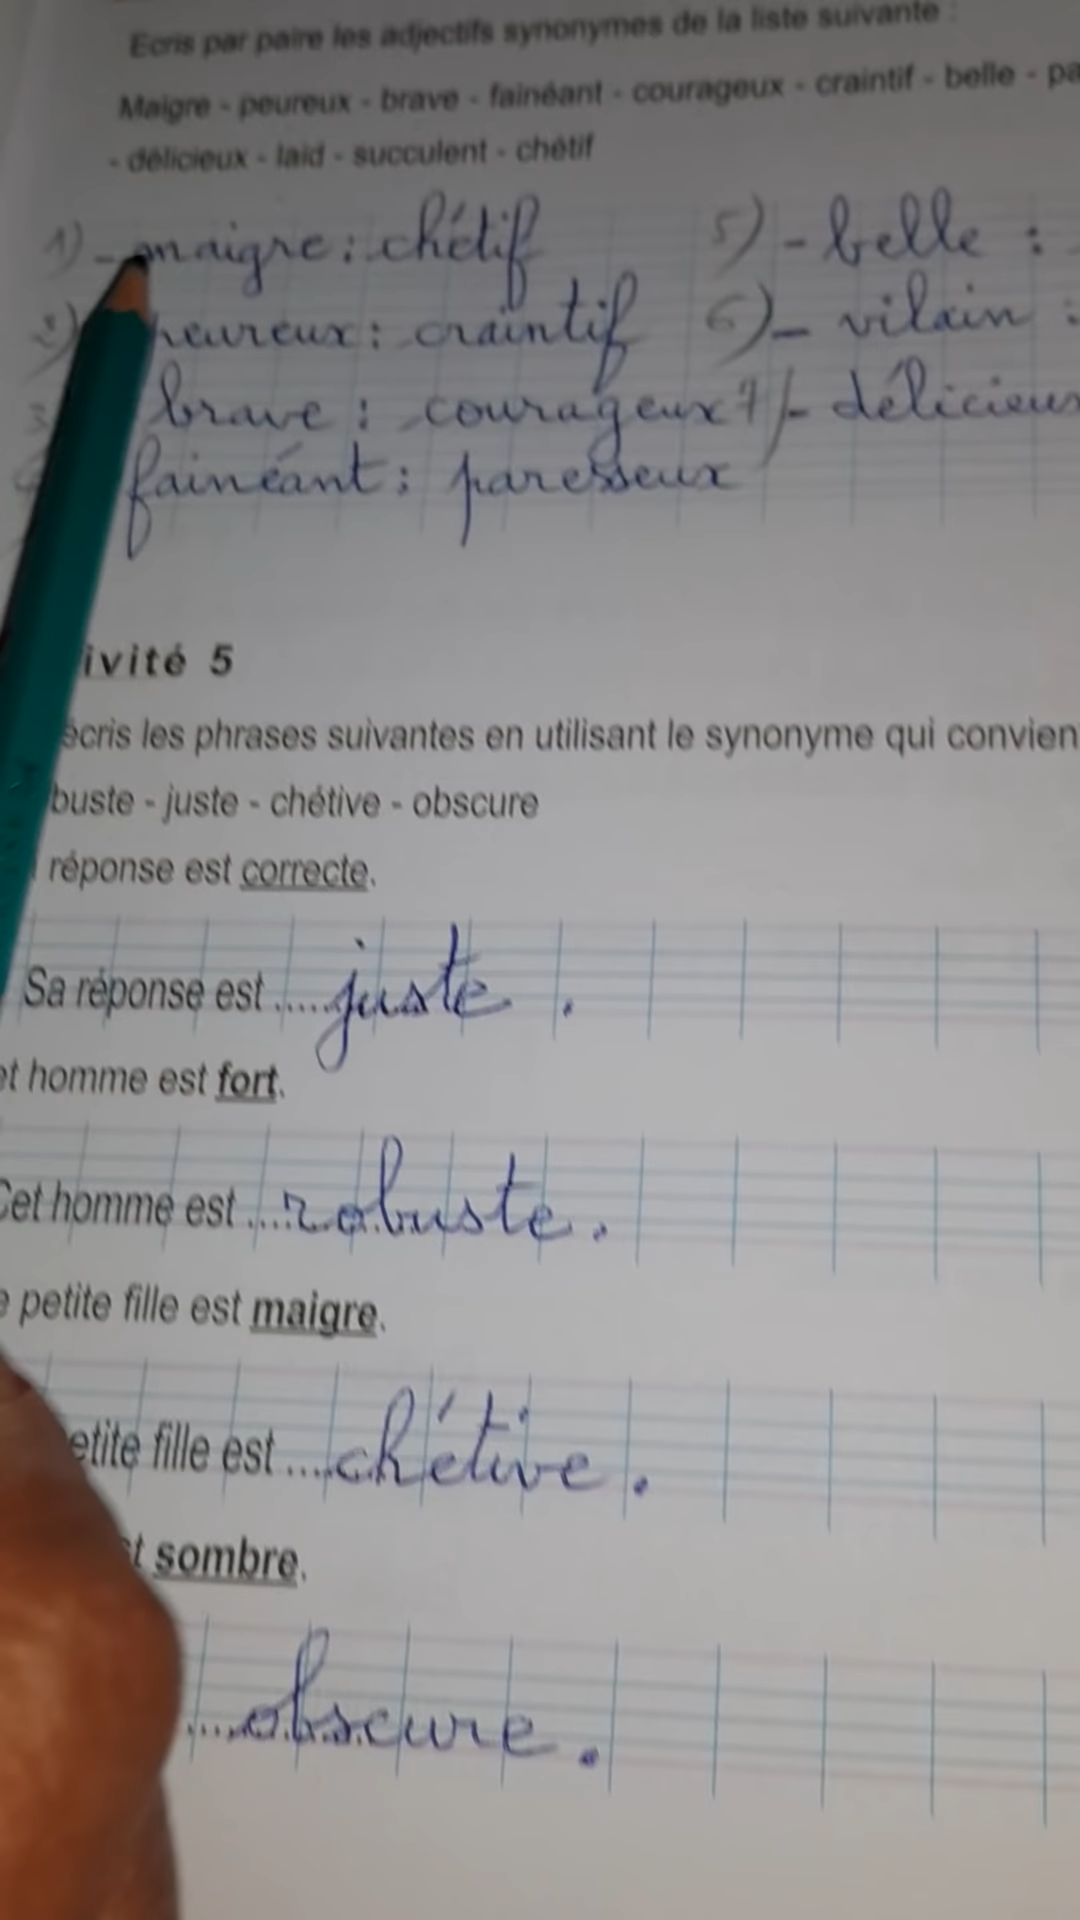 Ecris par paire les adjectifs synonymes de la liste suivante :
Maigre - peureux - brave - fainéant - courageux - craintif - belle - pa
- délicieux - laid - succulent - chétif
1) - maigre : chétif
2) peureux : craintif
3 brave : courageux
fainéant : paresseux
5) - belle :
6) - vilain :
7) - délicieux
ivité 5
écris les phrases suivantes en utilisant le synonyme qui convien
buste - juste - chétive - obscure
réponse est correcte.
Sa réponse est ..... juste .
et homme est fort.
Cet homme est .... robuste .
e petite fille est maigre.
etite fille est .... chétive .
t sombre.
.... obscure .